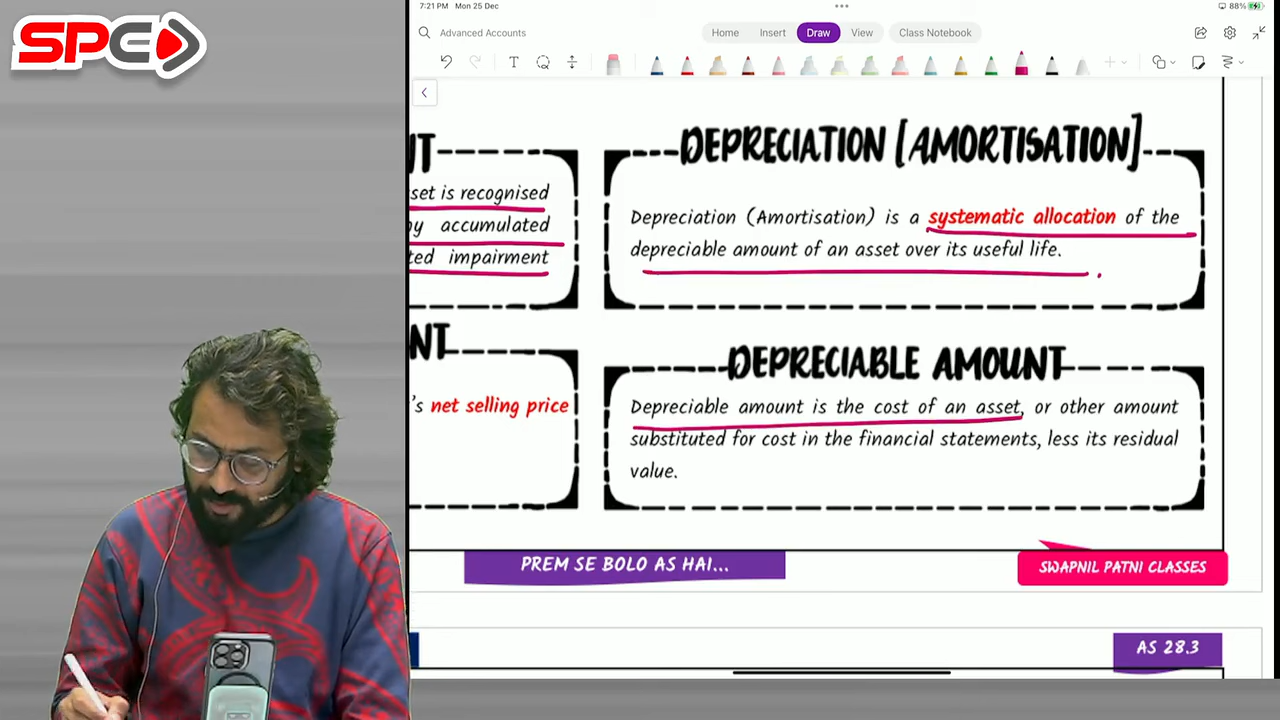 SPC
7:21 PM Mon 25 Dec
88%
Advanced Accounts
Home Insert Draw View Class Notebook
T
NT
DEPRECIATION [AMORTISATION]
sset is recognised
by accumulated
ted impairment
Depreciation (Amortisation) is a systematic allocation of the
depreciable amount of an asset over its useful life.
NT
DEPRECIABLE AMOUNT
's net selling price
Depreciable amount is the cost of an asset, or other amount
substituted for cost in the financial statements, less its residual
value.
PREM SE BOLO AS HAI...
SWAPNIL PATNI CLASSES
AS 28.3